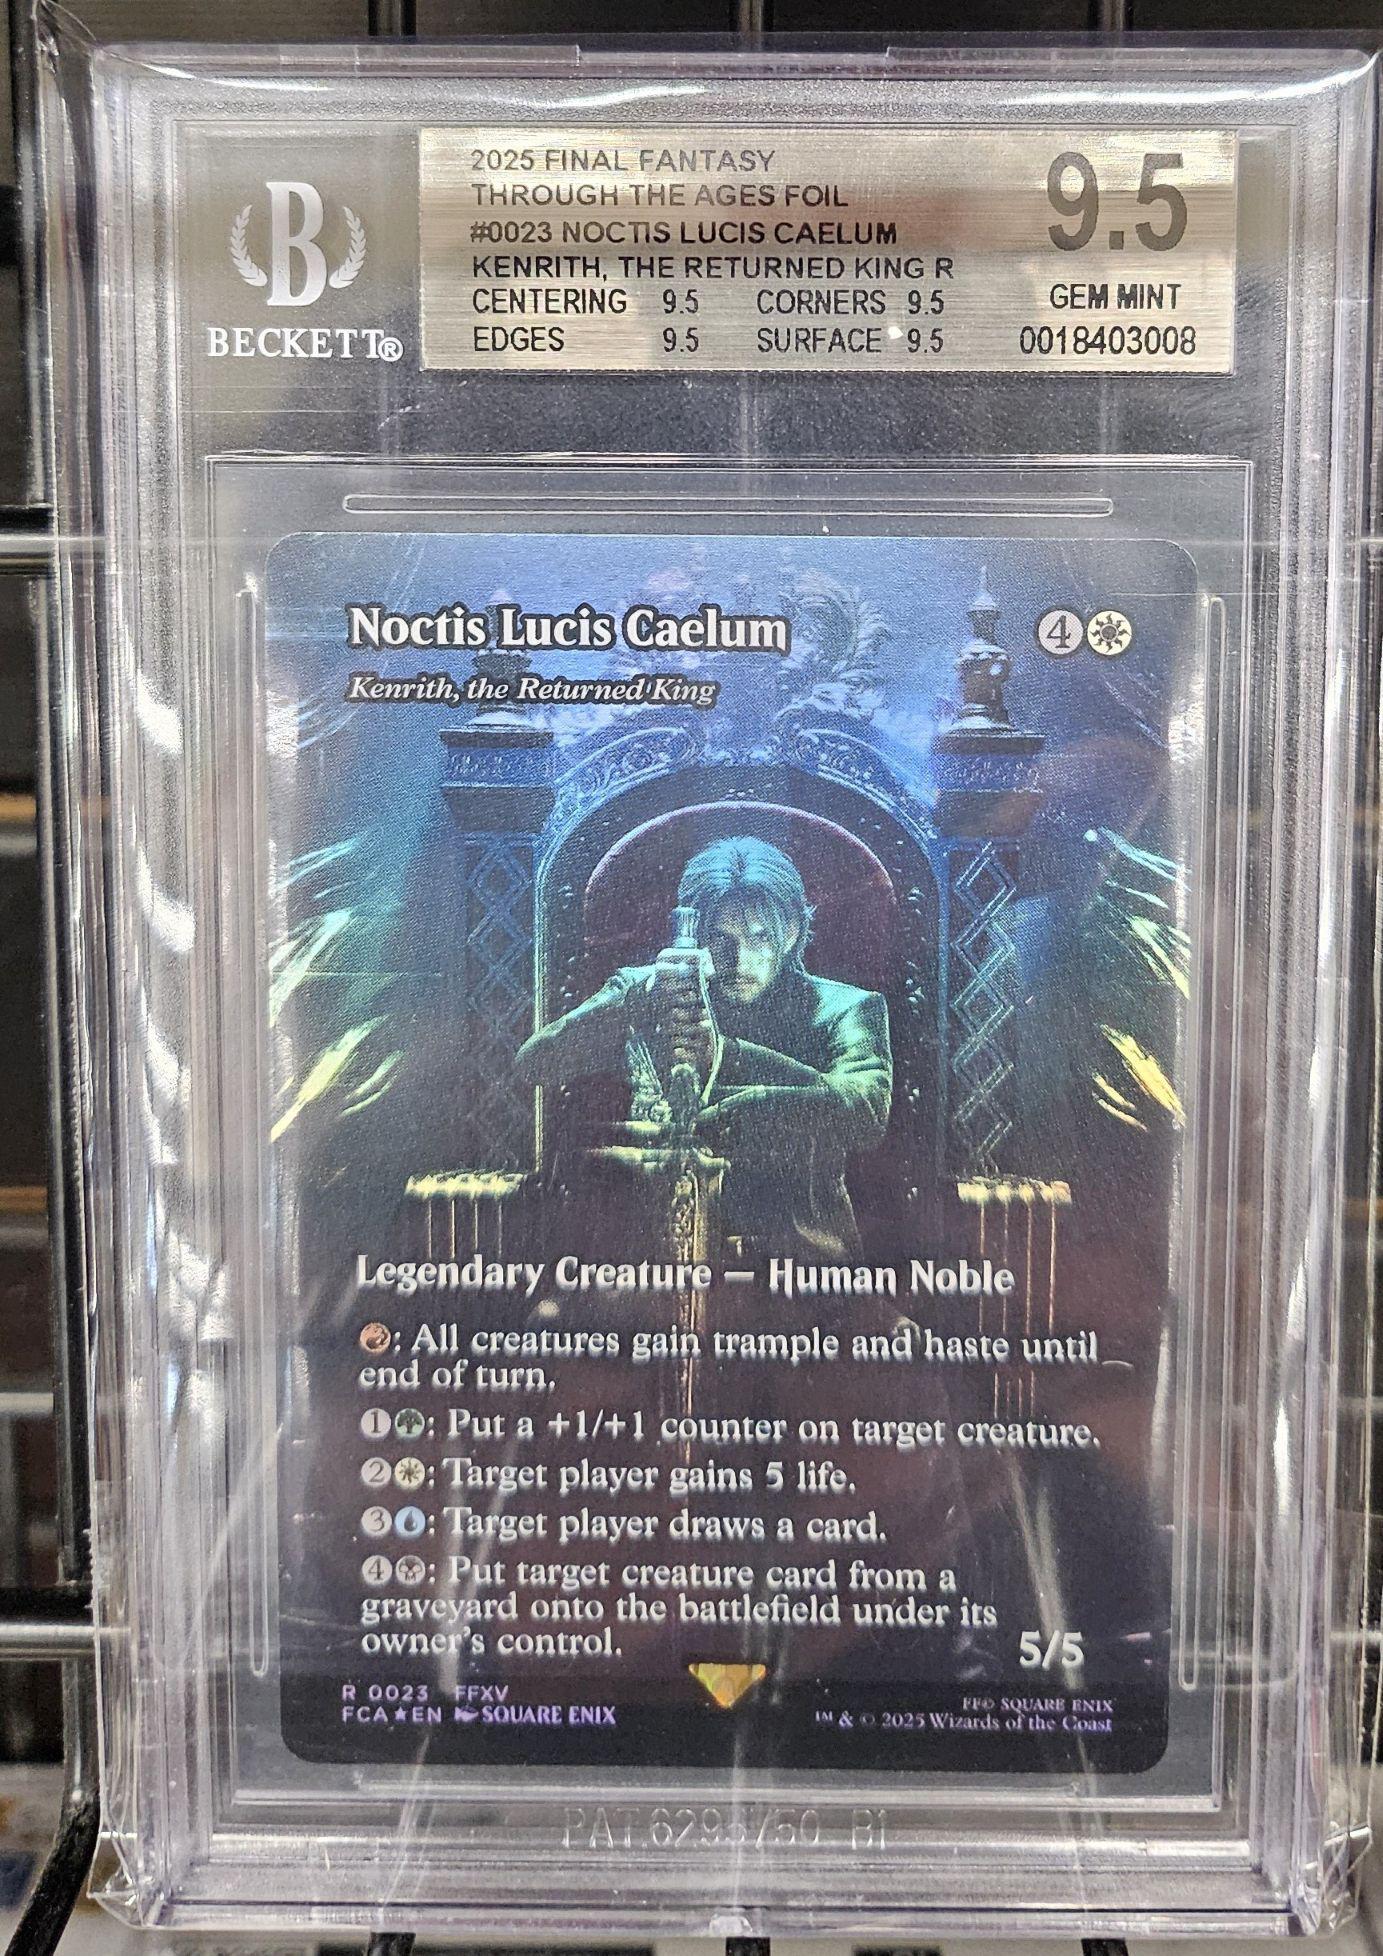 2025 FINAL FANTASY
THROUGH THE AGES FOIL
#0023 NOCTIS LUCIS CAELUM
KENRITH, THE RETURNED KING R
CENTERING 9.5 CORNERS 9.5
EDGES 9.5 SURFACE 9.5
9.5
GEM MINT
0018403008
B
BECKETT®
Noctis Lucis Caelum 4
Kenrith, the Returned King
Legendary Creature — Human Noble
: All creatures gain trample and haste until
end of turn.
1: Put a +1/+1 counter on target creature.
2: Target player gains 5 life.
3: Target player draws a card.
4: Put target creature card from a
graveyard onto the battlefield under its
owner's control.
5/5
R 0023 FFXV
FCA★EN SQUARE ENIX
FF© SQUARE ENIX
™ & © 2025 Wizards of the Coast
PAT.